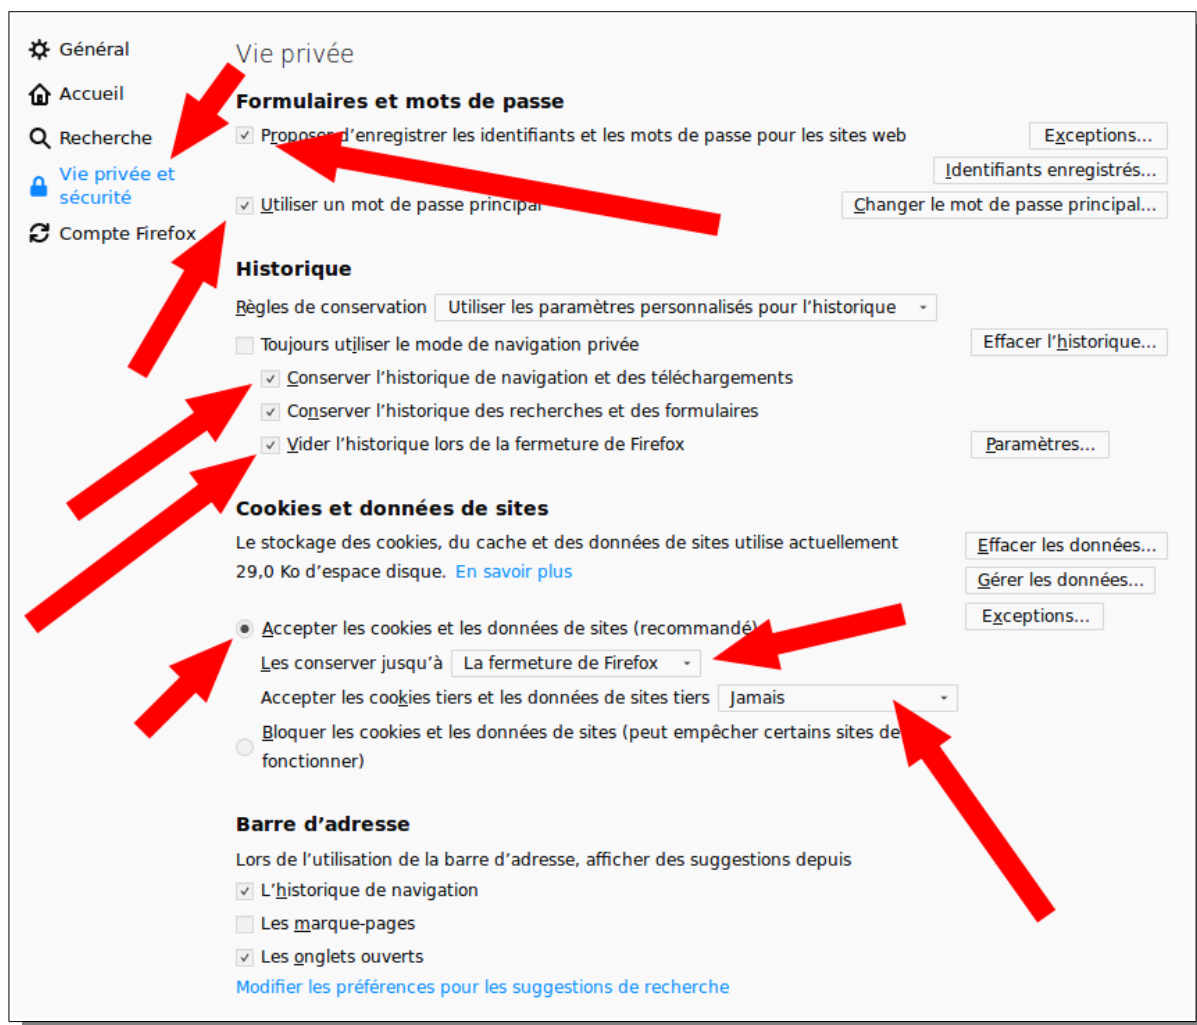 Général
Accueil
Recherche
Vie privée et
sécurité
Compte Firefox
Vie privée
Formulaires et mots de passe
Proposer d’enregistrer les identifiants et les mots de passe pour les sites web
Exceptions...
Identifiants enregistrés...
Utiliser un mot de passe principal
Changer le mot de passe principal...
Historique
Règles de conservation Utiliser les paramètres personnalisés pour l’historique
Toujours utiliser le mode de navigation privée
Effacer l’historique...
Conserver l’historique de navigation et des téléchargements
Conserver l’historique des recherches et des formulaires
Vider l’historique lors de la fermeture de Firefox
Paramètres...
Cookies et données de sites
Le stockage des cookies, du cache et des données de sites utilise actuellement
29,0 Ko d’espace disque. En savoir plus
Effacer les données...
Gérer les données...
Exceptions...
Accepter les cookies et les données de sites (recommandé)
Les conserver jusqu’à La fermeture de Firefox
Accepter les cookies tiers et les données de sites tiers Jamais
Bloquer les cookies et les données de sites (peut empêcher certains sites de
fonctionner)
Barre d’adresse
Lors de l’utilisation de la barre d’adresse, afficher des suggestions depuis
L’historique de navigation
Les marque-pages
Les onglets ouverts
Modifier les préférences pour les suggestions de recherche